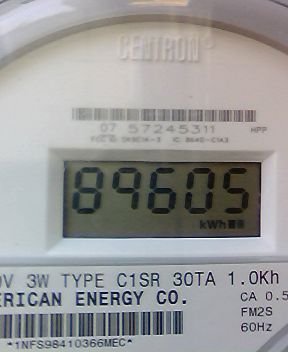 CENTRON®
07 57245311 HPP
89605
kWh
V 3W TYPE C1SR 30TA 1.0Kh
ERICAN ENERGY CO. CA 0.5
FM2S
60Hz
*1NFS98410366MEC*